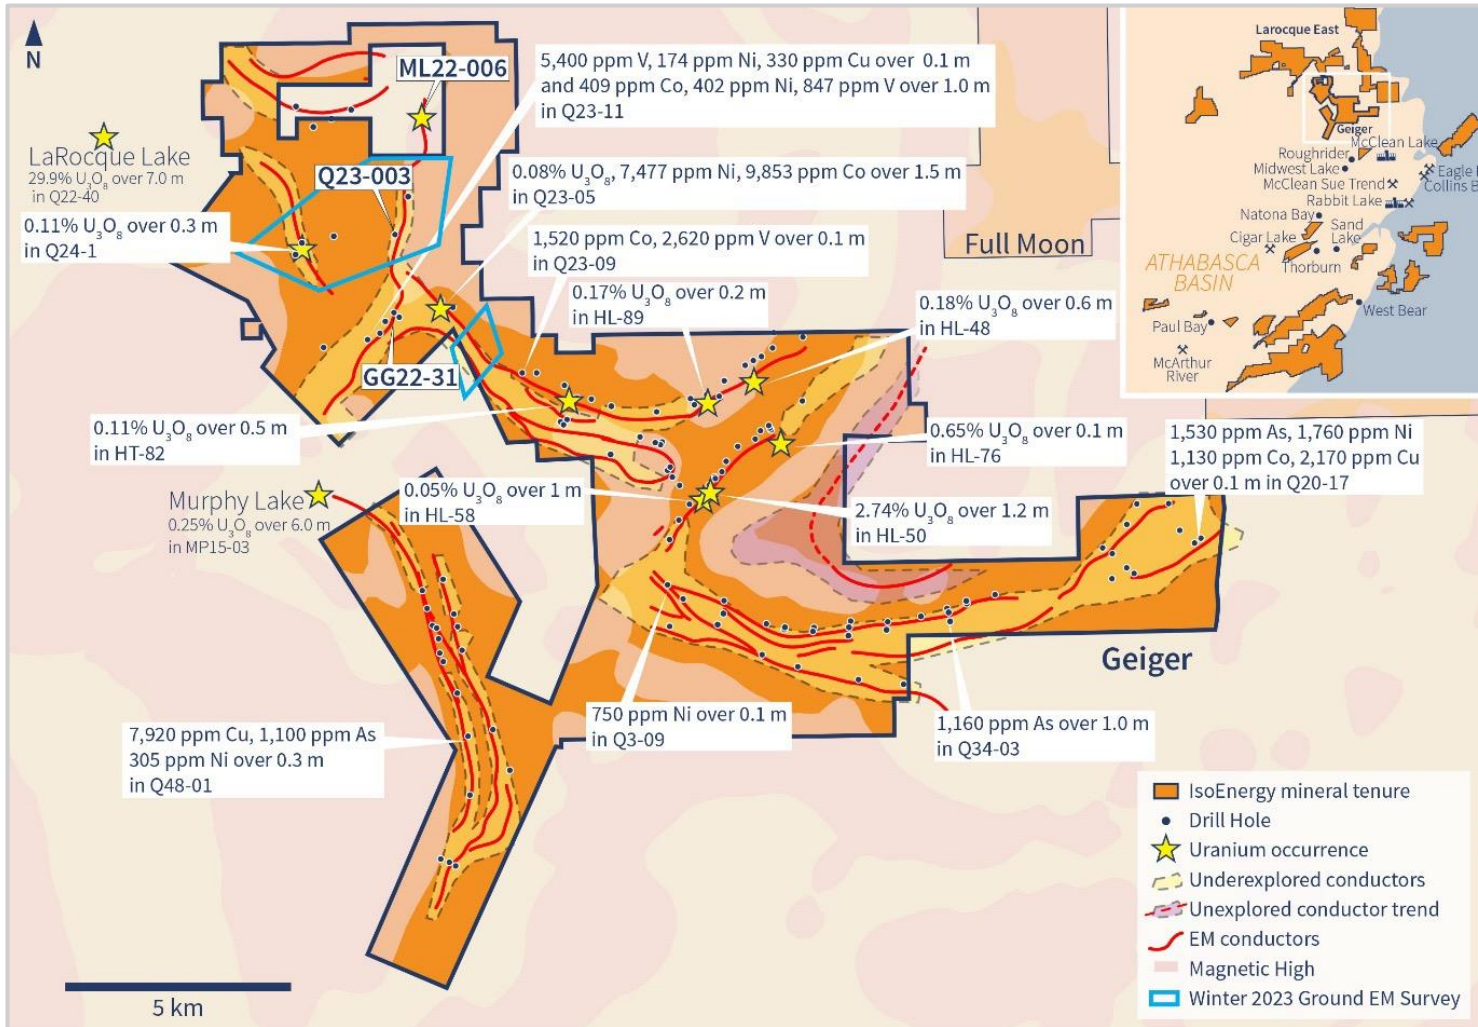 N
ML22-006
5,400 ppm V, 174 ppm Ni, 330 ppm Cu over 0.1 m
and 409 ppm Co, 402 ppm Ni, 847 ppm V over 1.0 m
in Q23-11
LaRocque Lake
29.9% U₃O₈ over 7.0 m
in Q22-40
Q23-003
0.08% U₃O₈, 7,477 ppm Ni, 9,853 ppm Co over 1.5 m
in Q23-05
0.11% U₃O₈ over 0.3 m
in Q24-1
1,520 ppm Co, 2,620 ppm V over 0.1 m
in Q23-09
Full Moon
0.17% U₃O₈ over 0.2 m
in HL-89
0.18% U₃O₈ over 0.6 m
in HL-48
GG22-31
0.11% U₃O₈ over 0.5 m
in HT-82
0.65% U₃O₈ over 0.1 m
in HL-76
1,530 ppm As, 1,760 ppm Ni
1,130 ppm Co, 2,170 ppm Cu
over 0.1 m in Q20-17
Murphy Lake
0.25% U₃O₈ over 6.0 m
in MP15-03
0.05% U₃O₈ over 1 m
in HL-58
2.74% U₃O₈ over 1.2 m
in HL-50
Geiger
7,920 ppm Cu, 1,100 ppm As
305 ppm Ni over 0.3 m
in Q48-01
750 ppm Ni over 0.1 m
in Q3-09
1,160 ppm As over 1.0 m
in Q34-03
5 km
Larocque East
Geiger
McClean Lake
Roughrider
Midwest Lake
McClean Sue Trend
Eagle
Collins
Rabbit Lake
Natona Bay
Sand
Lake
Cigar Lake
Thorburn
ATHABASCA
BASIN
West Bear
Paul Bay
McArthur
River
IsoEnergy mineral tenure
Drill Hole
Uranium occurrence
Underexplored conductors
Unexplored conductor trend
EM conductors
Magnetic High
Winter 2023 Ground EM Survey